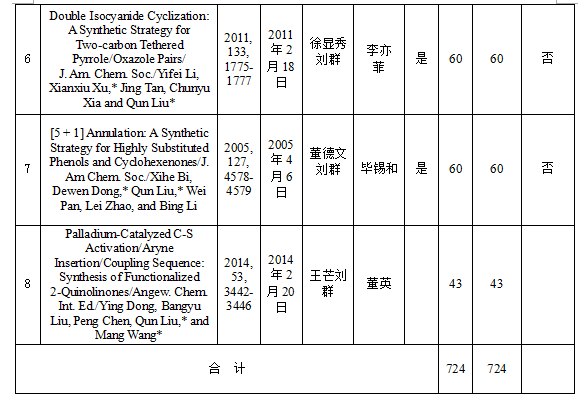 6
Double Isocyanide Cyclization:
A Synthetic Strategy for
Two-carbon Tethered
Pyrrole/Oxazole Pairs/
J. Am. Chem. Soc./Yifei Li,
Xianxiu Xu,* Jing Tan, Chunyu
Xia and Qun Liu*
2011,
133,
1775-
1777
2011
年 2
月 18
日
徐显秀
刘群
李亦
菲
是
60
60
否
7
[5 + 1] Annulation: A Synthetic
Strategy for Highly Substituted
Phenols and Cyclohexenones/J.
Am Chem. Soc./Xihe Bi,
Dewen Dong,* Qun Liu,* Wei
Pan, Lei Zhao, and Bing Li
2005,
127,
4578-
4579
2005
年 4
月 6
日
董德文
刘群
毕锡和
是
60
60
否
8
Palladium-Catalyzed C-S
Activation/Aryne
Insertion/Coupling Sequence:
Synthesis of Functionalized
2-Quinolinones/Angew. Chem.
Int. Ed./Ying Dong, Bangyu
Liu, Peng Chen, Qun Liu,* and
Mang Wang*
2014,
53,
3442-
3446
2014
年 2
月 20
日
王芒刘
群
董英
43
43
合 计
724
724